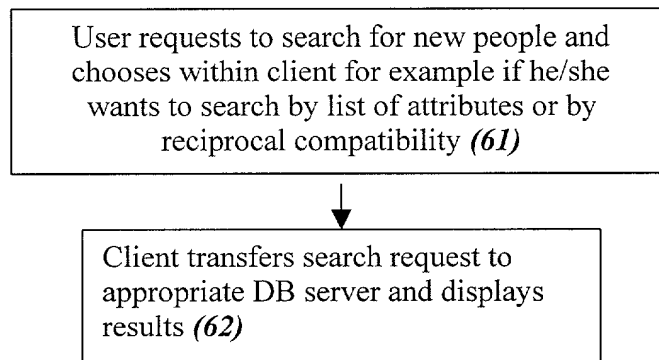 User requests to search for new people and
chooses within client for example if he/she
wants to search by list of attributes or by
reciprocal compatibility (61)
Client transfers search request to
appropriate DB server and displays
results (62)